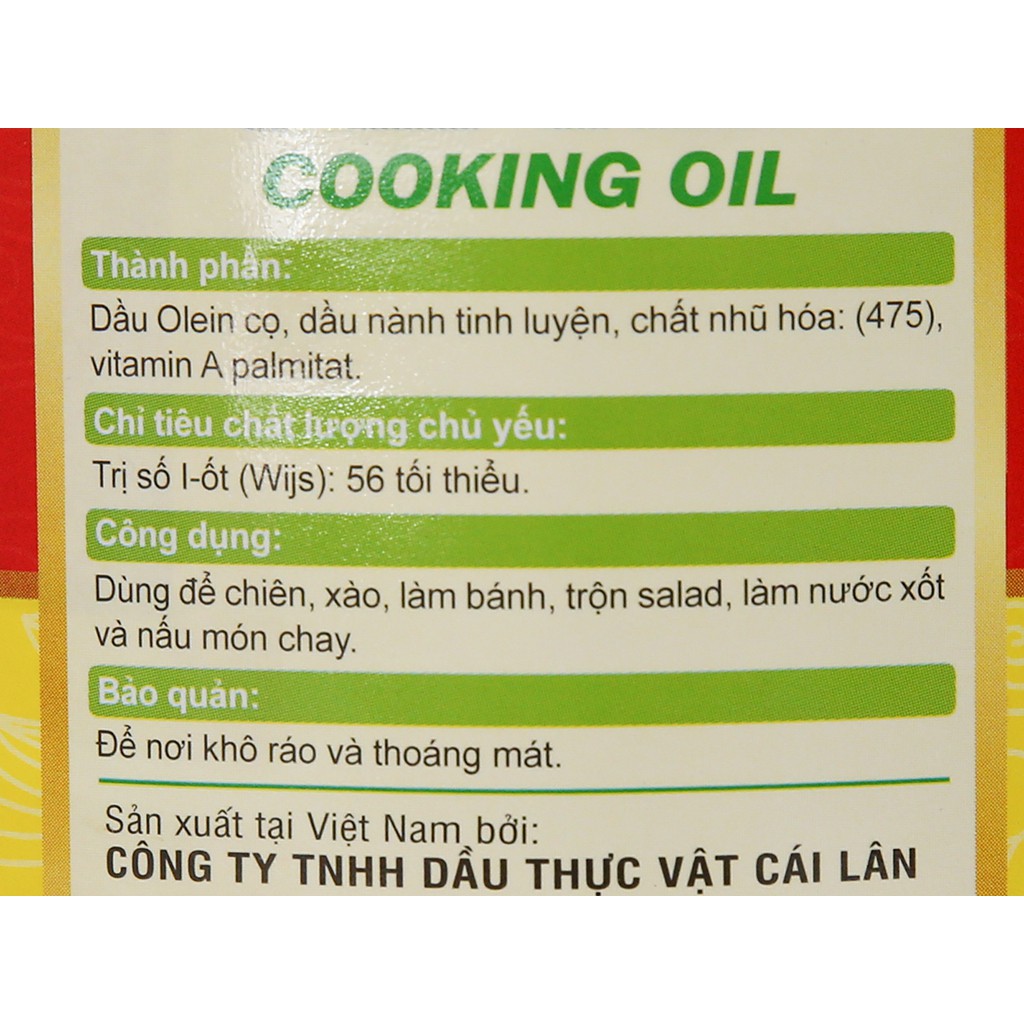 COOKING OIL
Thành phần:
Dầu Olein cọ, dầu nành tinh luyện, chất nhũ hóa: (475),
vitamin A palmitat.
Chỉ tiêu chất lượng chủ yếu:
Trị số I-ốt (Wijs): 56 tối thiểu.
Công dụng:
Dùng để chiên, xào, làm bánh, trộn salad, làm nước xốt
và nấu món chay.
Bảo quản:
Để nơi khô ráo và thoáng mát.
Sản xuất tại Việt Nam bởi:
CÔNG TY TNHH DẦU THỰC VẬT CÁI LÂN